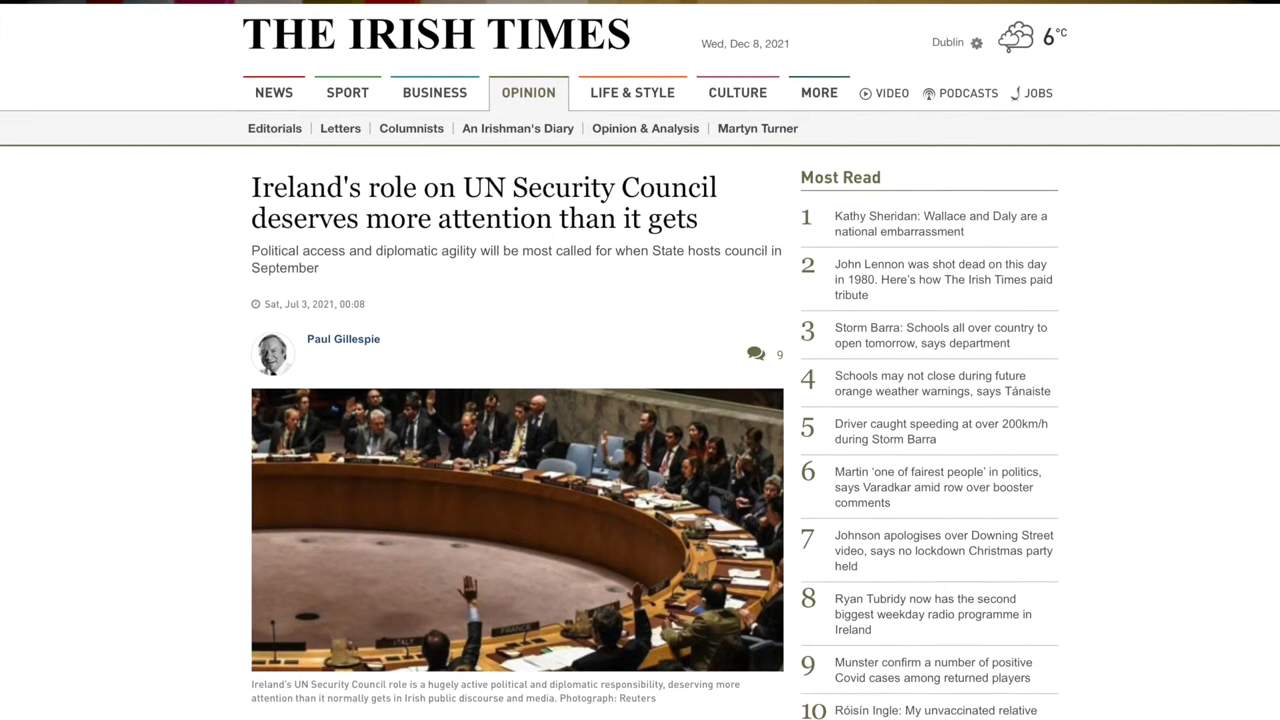 THE IRISH TIMES
Wed, Dec 8, 2021
Dublin
6°C
NEWS
SPORT
BUSINESS
OPINION
LIFE & STYLE
CULTURE
MORE
VIDEO
PODCASTS
JOBS
Editorials
Letters
Columnists
An Irishman's Diary
Opinion & Analysis
Martyn Turner
Ireland's role on UN Security Council
deserves more attention than it gets
Political access and diplomatic agility will be most called for when State hosts council in
September
Sat, Jul 3, 2021, 00:08
Paul Gillespie
9
ITALY
FRANCE
Ireland's UN Security Council role is a hugely active political and diplomatic responsibility, deserving more
attention than it normally gets in Irish public discourse and media. Photograph: Reuters
Most Read
1
Kathy Sheridan: Wallace and Daly are a
national embarrassment
2
John Lennon was shot dead on this day
in 1980. Here’s how The Irish Times paid
tribute
3
Storm Barra: Schools all over country to
open tomorrow, says department
4
Schools may not close during future
orange weather warnings, says Tánaiste
5
Driver caught speeding at over 200km/h
during Storm Barra
6
Martin ‘one of fairest people’ in politics,
says Varadkar amid row over booster
comments
7
Johnson apologises over Downing Street
video, says no lockdown Christmas party
held
8
Ryan Tubridy now has the second
biggest weekday radio programme in
Ireland
9
Munster confirm a number of positive
Covid cases among returned players
10
Róisín Ingle: My unvaccinated relative